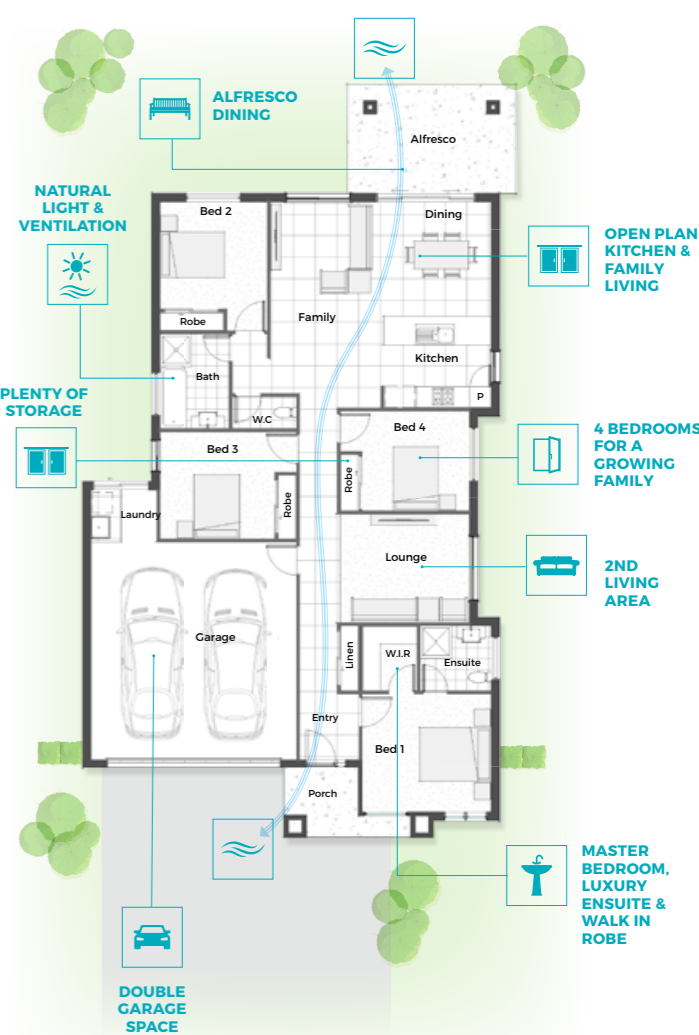 ALFRESCO
DINING
Alfresco
NATURAL
LIGHT &
VENTILATION
Bed 2
Dining
OPEN PLAN
KITCHEN &
FAMILY
LIVING
Robe
Family
Kitchen
Bath
P
PLENTY OF
STORAGE
W.C
Bed 4
4 BEDROOMS
FOR A
GROWING
FAMILY
Bed 3
Robe
Robe
Laundry
Lounge
2ND
LIVING
AREA
Garage
Linen
W.I.R
Ensuite
Entry
Bed 1
Porch
MASTER
BEDROOM,
LUXURY
ENSUITE &
WALK IN
ROBE
DOUBLE
GARAGE
SPACE